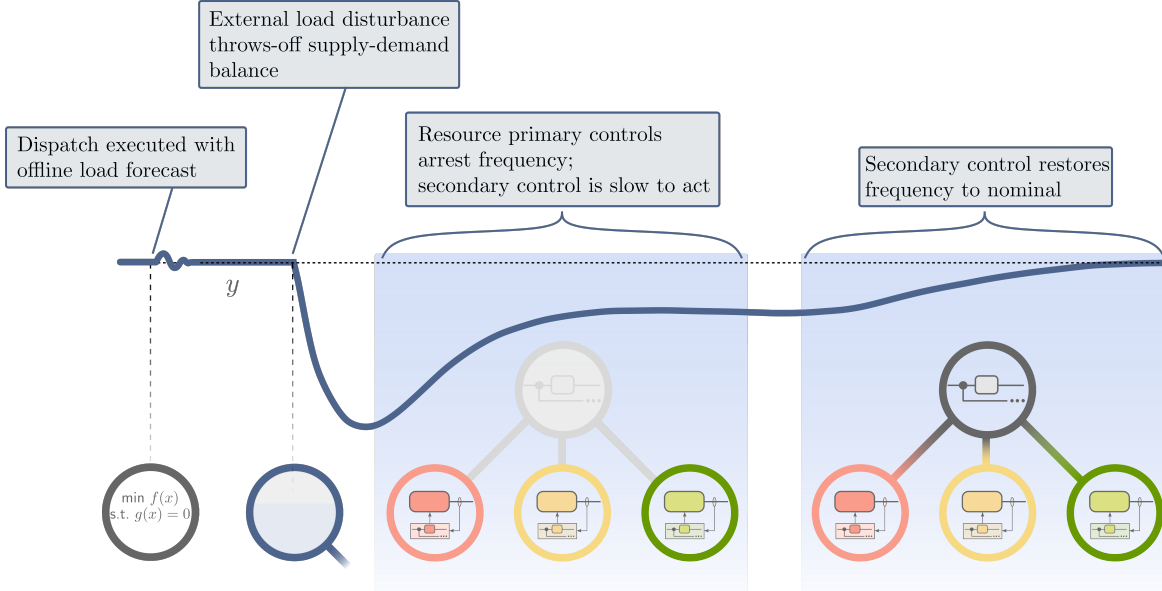 External load disturbance
throws-off supply-demand
balance
Dispatch executed with
offline load forecast
Resource primary controls
arrest frequency;
secondary control is slow to act
Secondary control restores
frequency to nominal
y
min f(x)
s.t. g(x) = 0